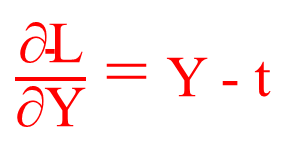 ∂L/∂Y = Y - t